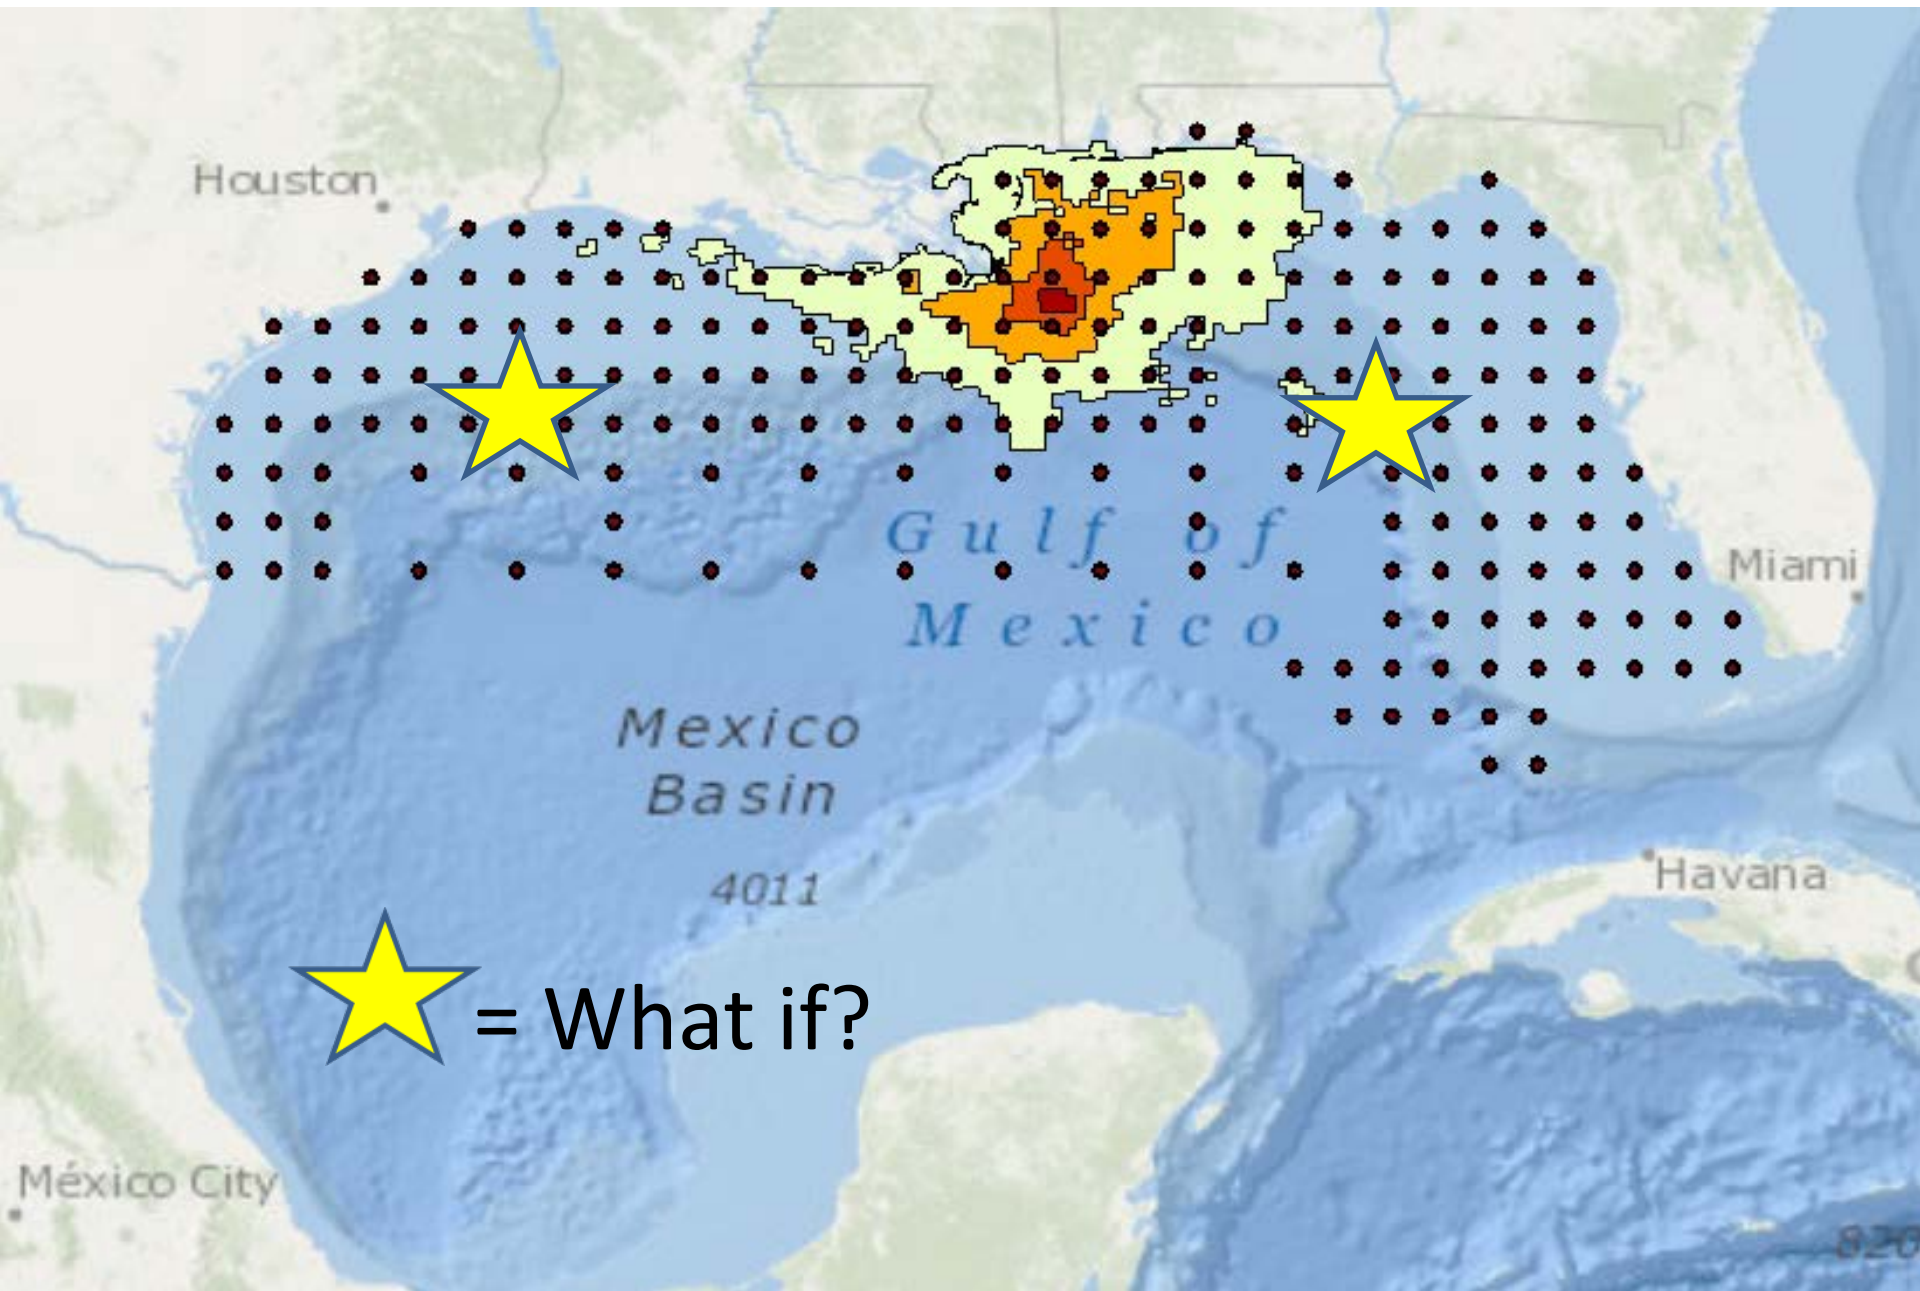 Houston
Gulf of
Mexico
Miami
Mexico
Basin
4011
Havana
= What if?
México City